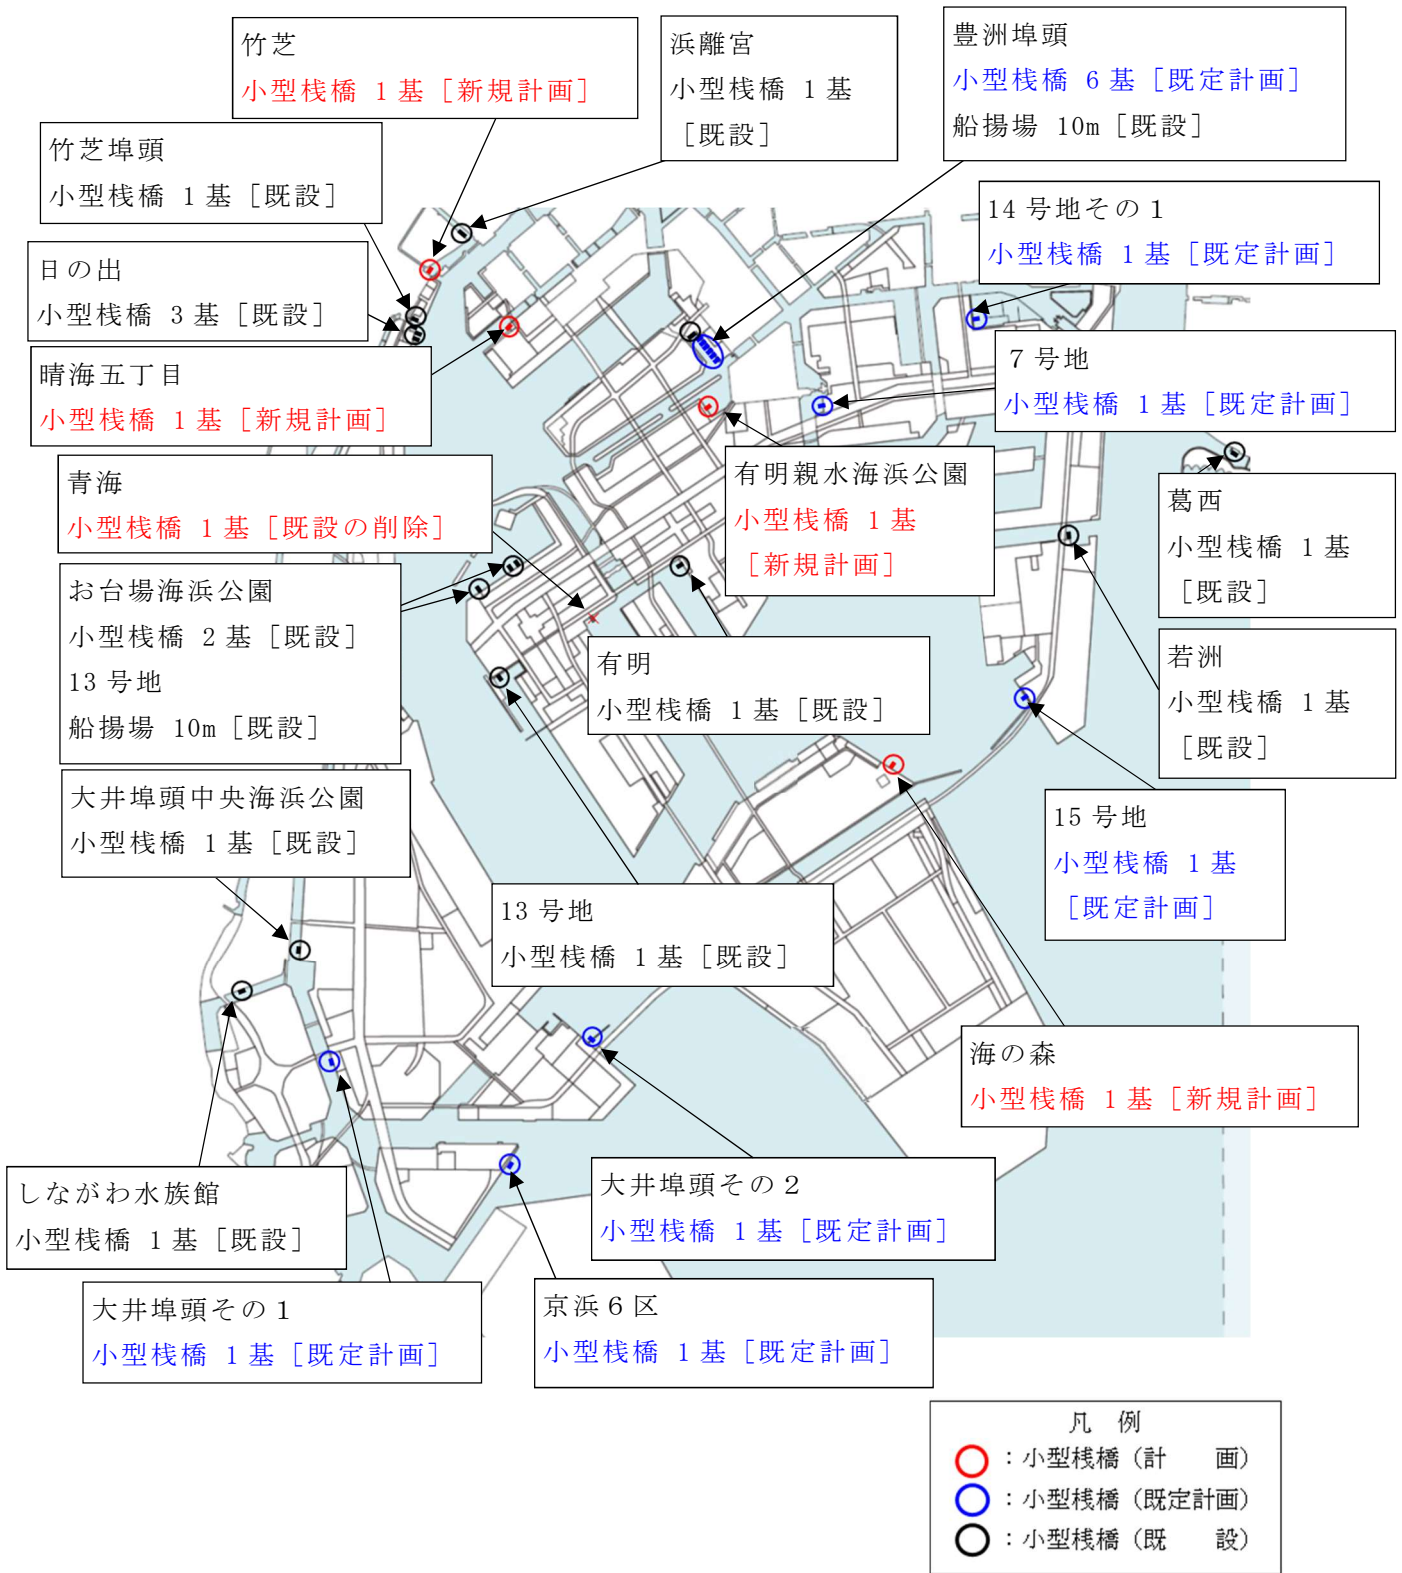 竹芝
小型桟橋 1基［新規計画］
浜離宮
小型桟橋 1基
［既設］
豊洲埠頭
小型桟橋 6基［既定計画］
船揚場 10m［既設］
竹芝埠頭
小型桟橋 1基［既設］
14号地その1
小型桟橋 1基［既定計画］
日の出
小型桟橋 3基［既設］
晴海五丁目
小型桟橋 1基［新規計画］
7号地
小型桟橋 1基［既定計画］
青海
小型桟橋 1基［既設の削除］
有明親水海浜公園
小型桟橋 1基
［新規計画］
葛西
小型桟橋 1基
［既設］
お台場海浜公園
小型桟橋 2基［既設］
13号地
船揚場 10m［既設］
有明
小型桟橋 1基［既設］
若洲
小型桟橋 1基
［既設］
大井埠頭中央海浜公園
小型桟橋 1基［既設］
15号地
小型桟橋 1基
［既定計画］
13号地
小型桟橋 1基［既設］
海の森
小型桟橋 1基［新規計画］
しながわ水族館
小型桟橋 1基［既設］
大井埠頭その2
小型桟橋 1基［既定計画］
大井埠頭その1
小型桟橋 1基［既定計画］
京浜6区
小型桟橋 1基［既定計画］
凡 例
：小型桟橋（計 画）
：小型桟橋（既定計画）
：小型桟橋（既 設）